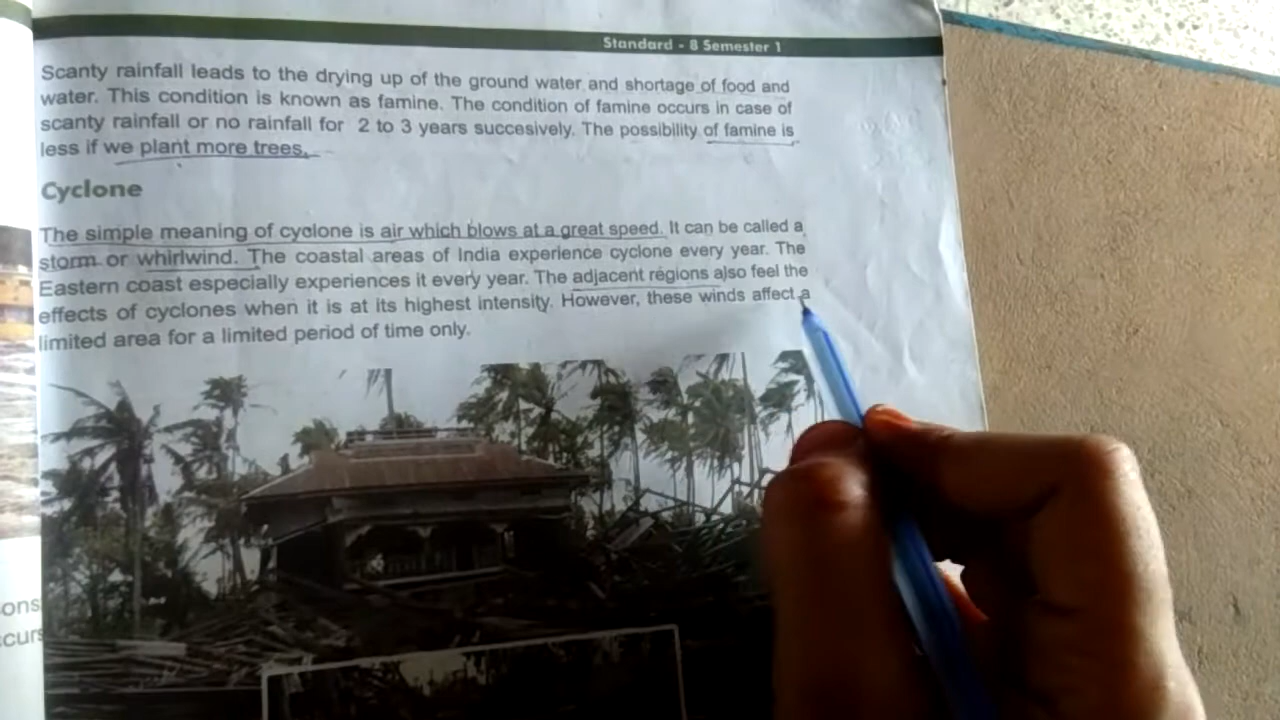 Standard - 8 Semester 1
Scanty rainfall leads to the drying up of the ground water and shortage of food and
water. This condition is known as famine. The condition of famine occurs in case of
scanty rainfall or no rainfall for 2 to 3 years succesively. The possibility of famine is
less if we plant more trees.
Cyclone
The simple meaning of cyclone is air which blows at a great speed. It can be called a
storm or whirlwind. The coastal areas of India experience cyclone every year. The
Eastern coast especially experiences it every year. The adjacent regions also feel the
effects of cyclones when it is at its highest intensity. However, these winds affect a
limited area for a limited period of time only.